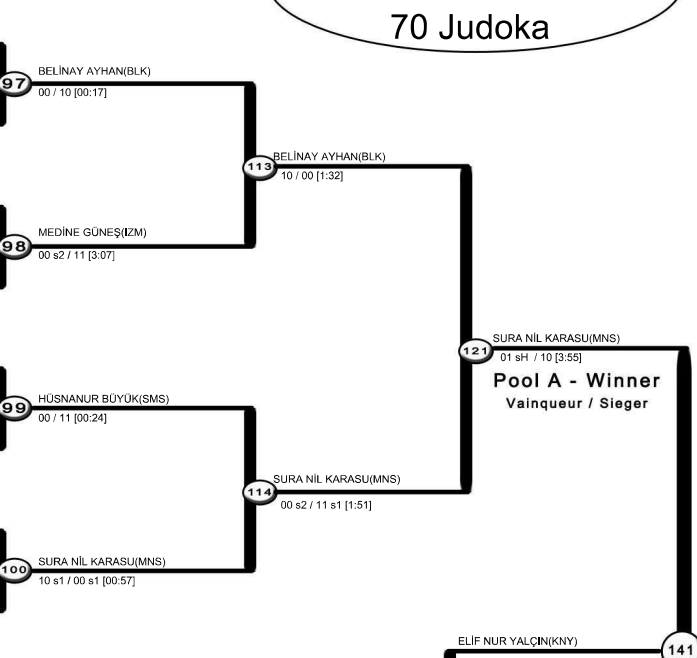 70 Judoka
97
BELİNAY AYHAN(BLK)
00 / 10 [00:17]
113
BELİNAY AYHAN(BLK)
10 / 00 [1:32]
98
MEDİNE GÜNEŞ(IZM)
00 s2 / 11 [3:07]
121
SURA NİL KARASU(MNS)
01 sH / 10 [3:55]
Pool A - Winner
Vainqueur / Sieger
99
HÜSNANUR BÜYÜK(SMS)
00 / 11 [00:24]
114
SURA NİL KARASU(MNS)
00 s2 / 11 s1 [1:51]
100
SURA NİL KARASU(MNS)
10 s1 / 00 s1 [00:57]
ELİF NUR YALÇIN(KNY)
141